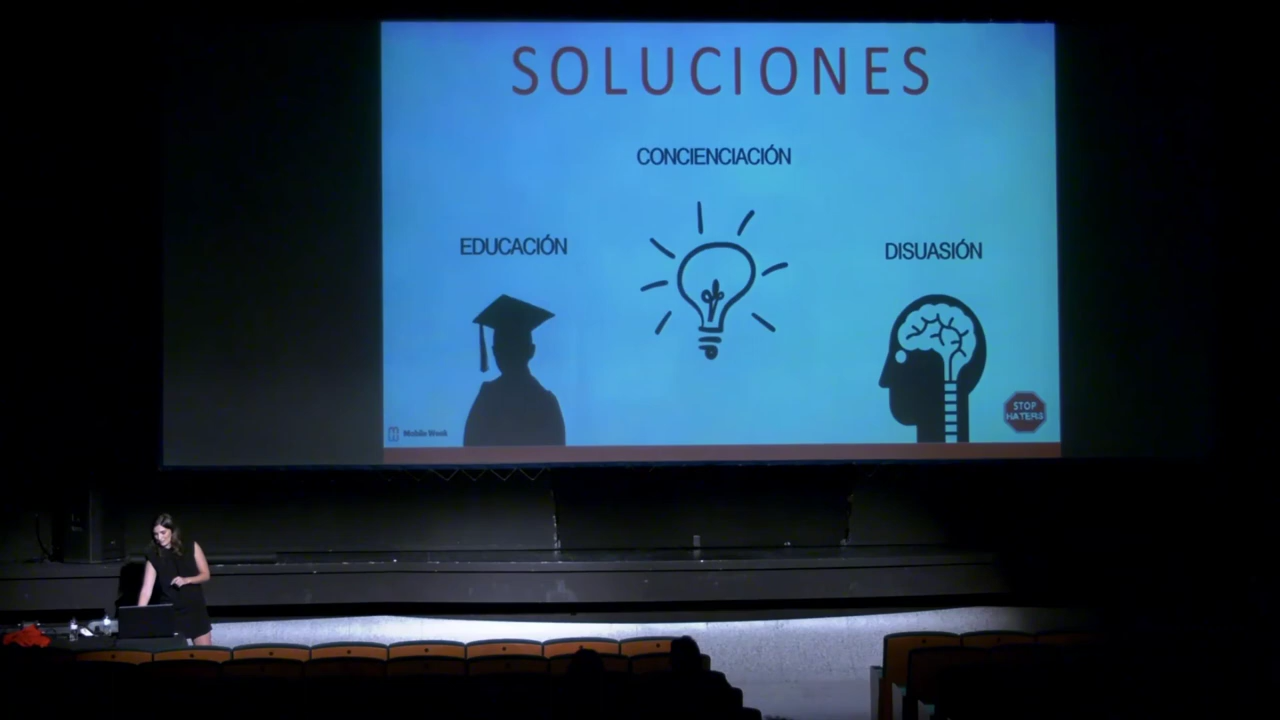 SOLUCIONES
CONCIENCIACIÓN
EDUCACIÓN
DISUASIÓN
STOP
HATERS
Mobile Week